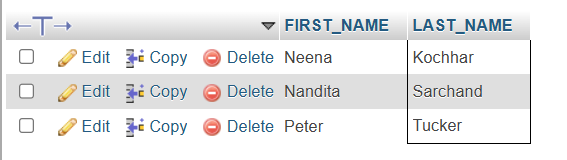 FIRST_NAME LAST_NAME
Edit Copy Delete Neena Kochhar
Edit Copy Delete Nandita Sarchand
Edit Copy Delete Peter Tucker